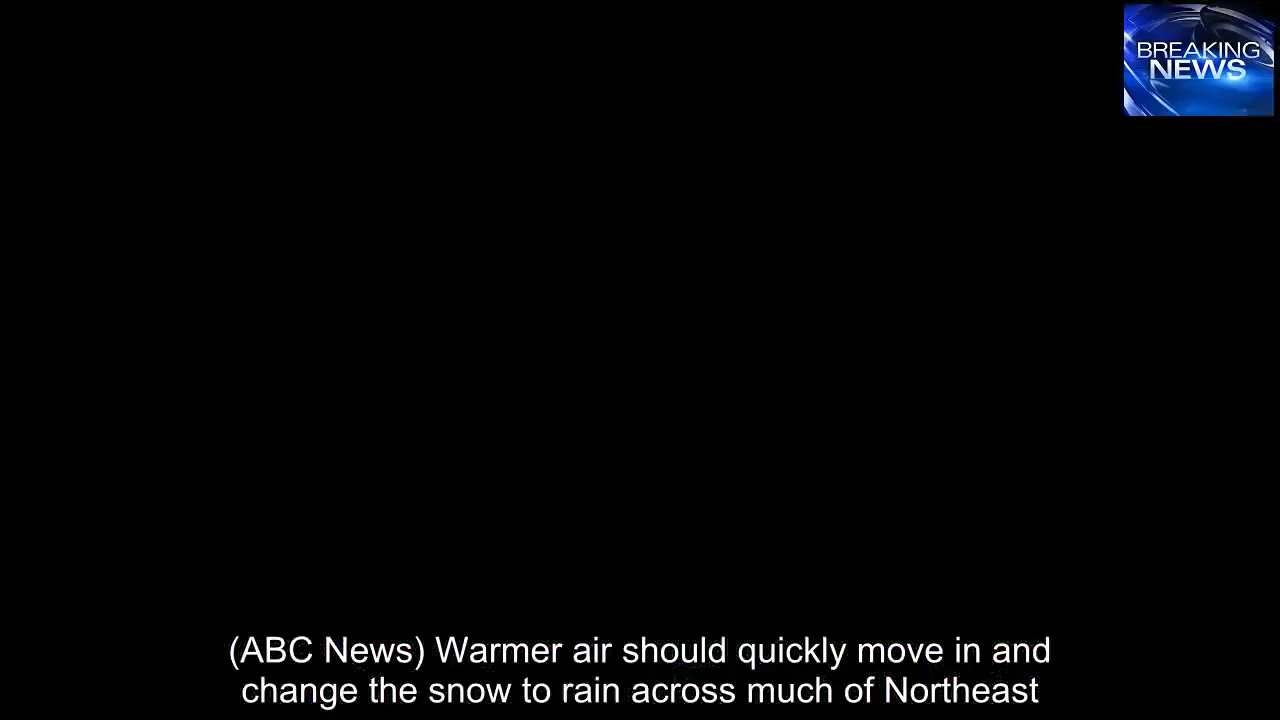 BREAKING
NEWS
(ABC News) Warmer air should quickly move in and
change the snow to rain across much of Northeast